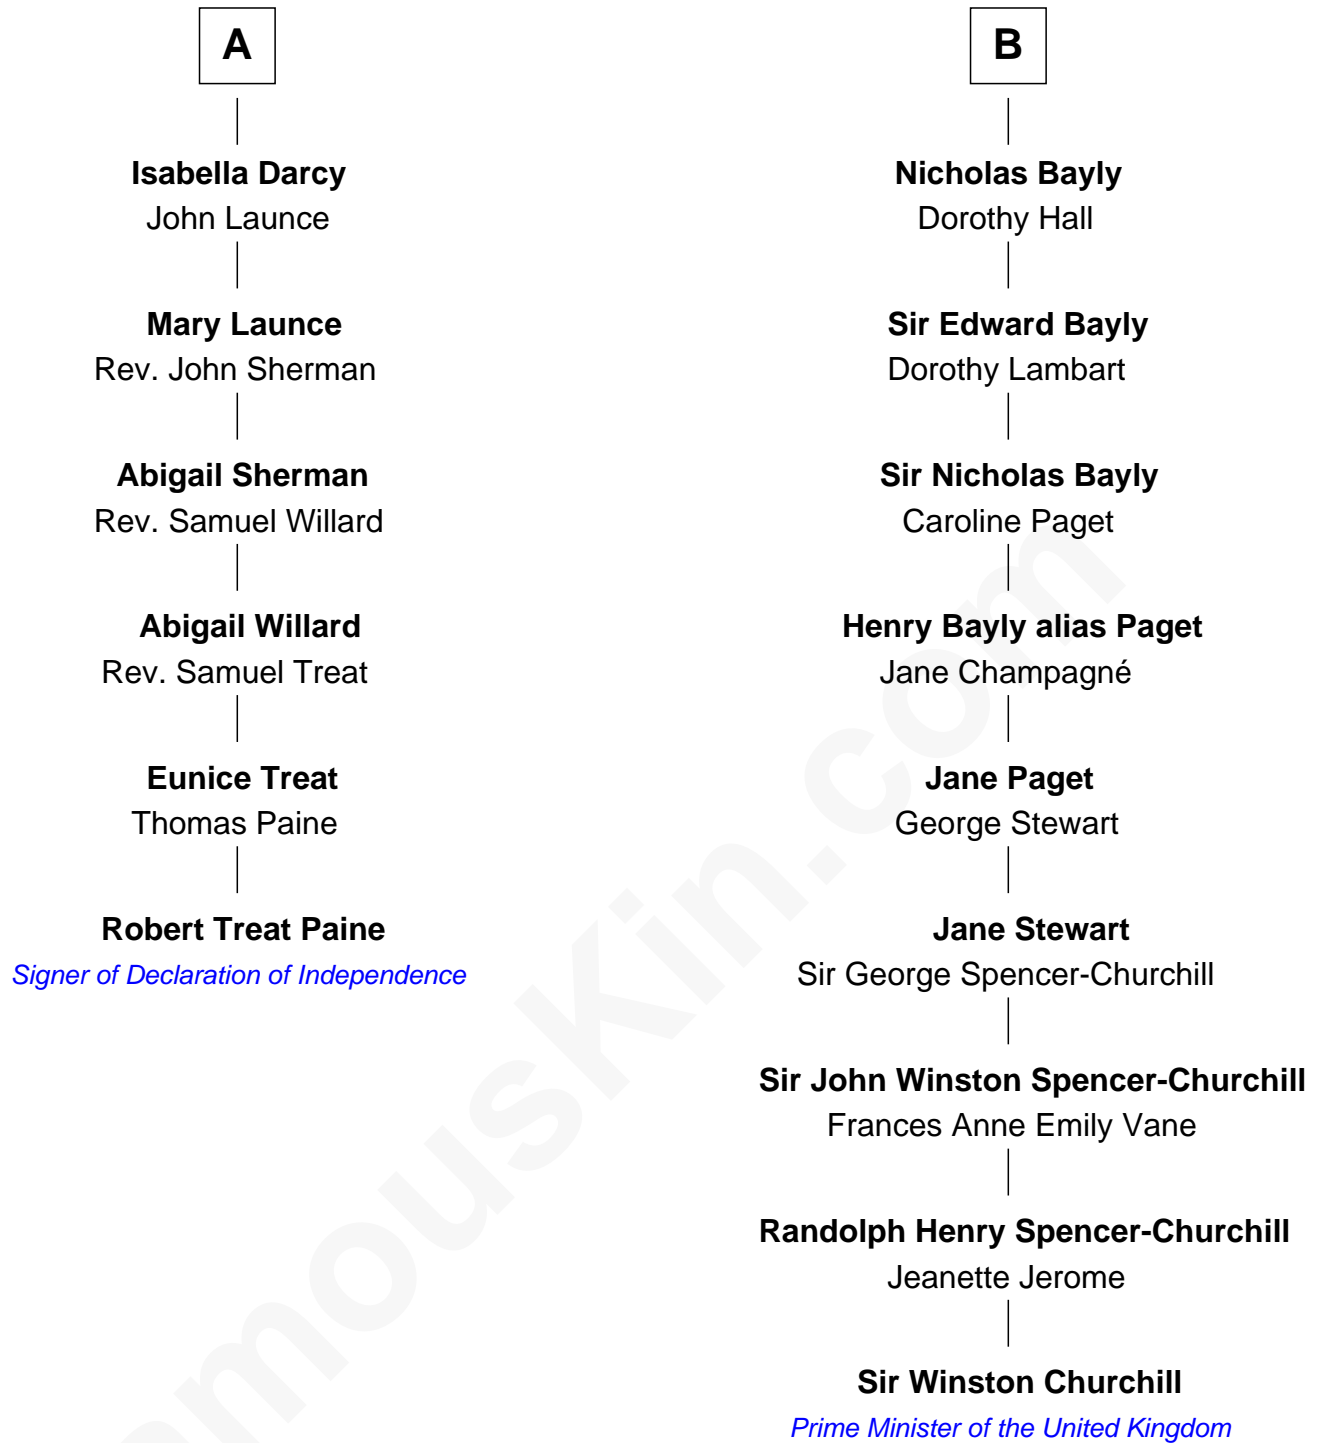 A
Isabella Darcy
John Launce
Mary Launce
Rev. John Sherman
Abigail Sherman
Rev. Samuel Willard
Abigail Willard
Rev. Samuel Treat
Eunice Treat
Thomas Paine
Robert Treat Paine
Signer of Declaration of Independence
B
Nicholas Bayly
Dorothy Hall
Sir Edward Bayly
Dorothy Lambart
Sir Nicholas Bayly
Caroline Paget
Henry Bayly alias Paget
Jane Champagné
Jane Paget
George Stewart
Jane Stewart
Sir George Spencer-Churchill
Sir John Winston Spencer-Churchill
Frances Anne Emily Vane
Randolph Henry Spencer-Churchill
Jeanette Jerome
Sir Winston Churchill
Prime Minister of the United Kingdom
amousKin.com